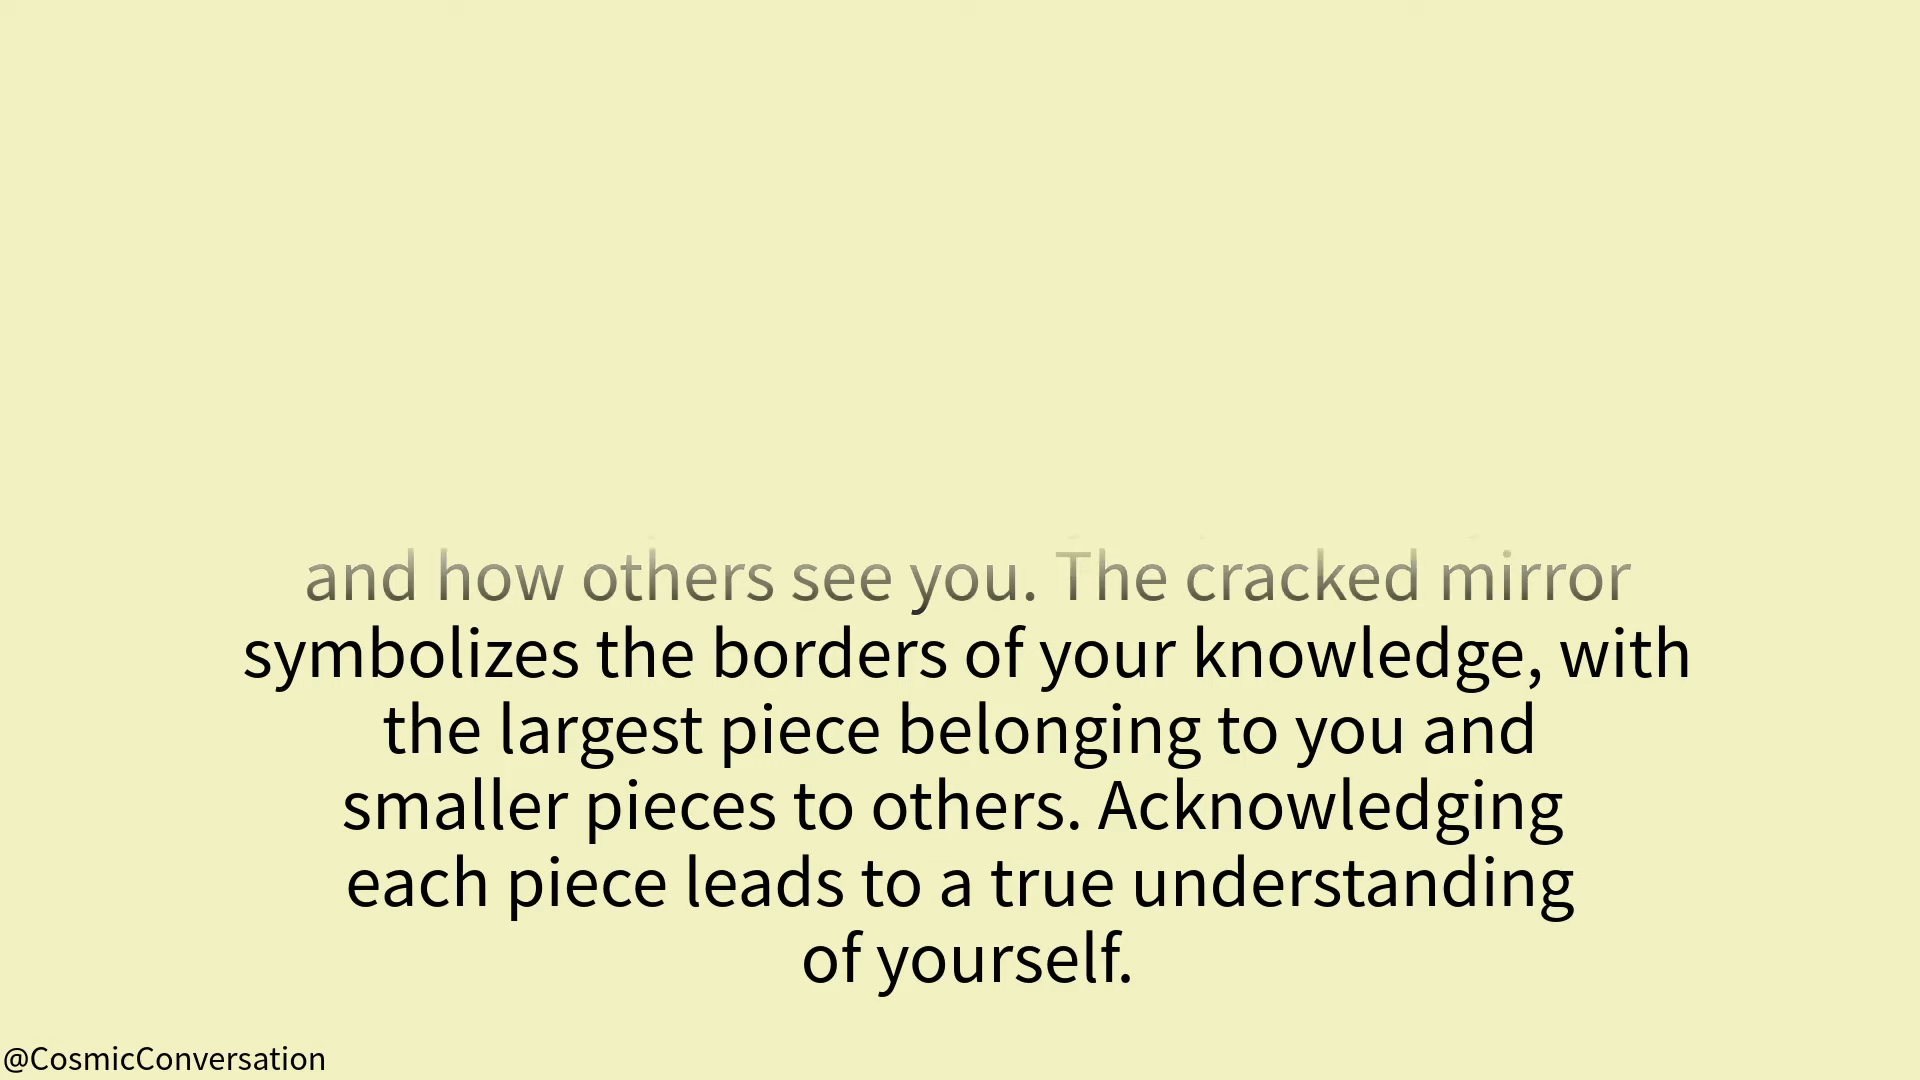 and how others see you. The cracked mirror
symbolizes the borders of your knowledge, with
the largest piece belonging to you and
smaller pieces to others. Acknowledging
each piece leads to a true understanding
of yourself.
@CosmicConversation